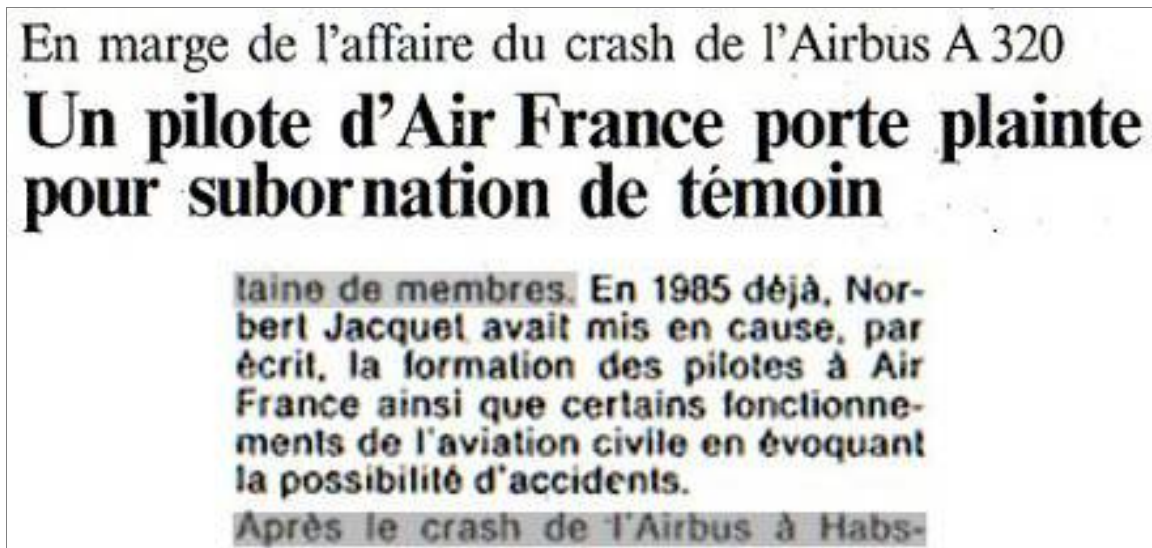 En marge de l'affaire du crash de l'Airbus A 320
Un pilote d'Air France porte plainte
pour subornation de témoin
taine de membres. En 1985 déjà, Nor-
bert Jacquet avait mis en cause, par
écrit, la formation des pilotes à Air
France ainsi que certains fonctionne-
ments de l'aviation civile en évoquant
la possibilité d'accidents.
Après le crash de l'Airbus à Habs-